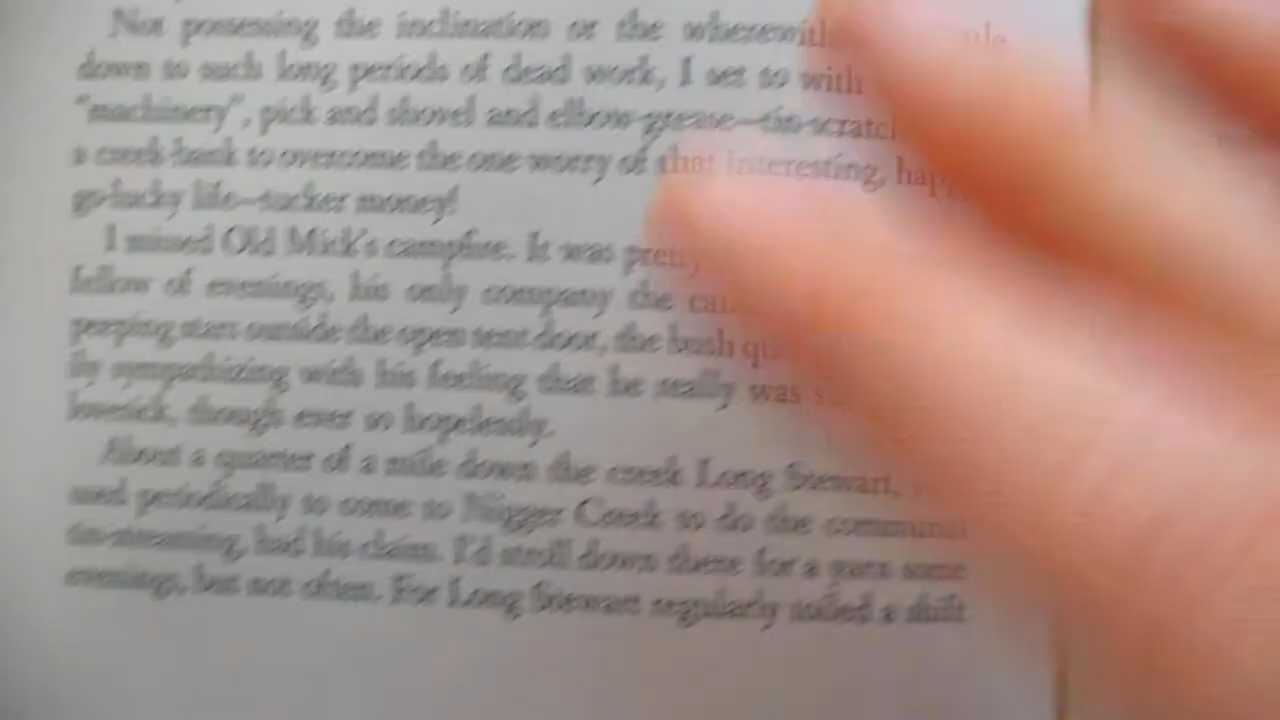 Not possessing the inclination or the
down to such long periods of dead work, I set to with
"machinery", pick and shovel and elbow-grease—tin-scratch
a creek bank to overcome the one worry of that interesting,
go-lucky life—tucker money!
I missed Old Mick's campfire. It was
fellow of evenings, his only company the
peeping stars outside the open tent door, the bush
ily sympathizing with his feeling that he really was
lovesick, though ever so hopelessly.
About a quarter of a mile down the creek Long Stewart,
used periodically to come to Nigger Creek to do the communal
tin-streaming, had his claim. I'd stroll down there for a yarn some
evenings, but not often. For Long Stewart regularly toiled a shift